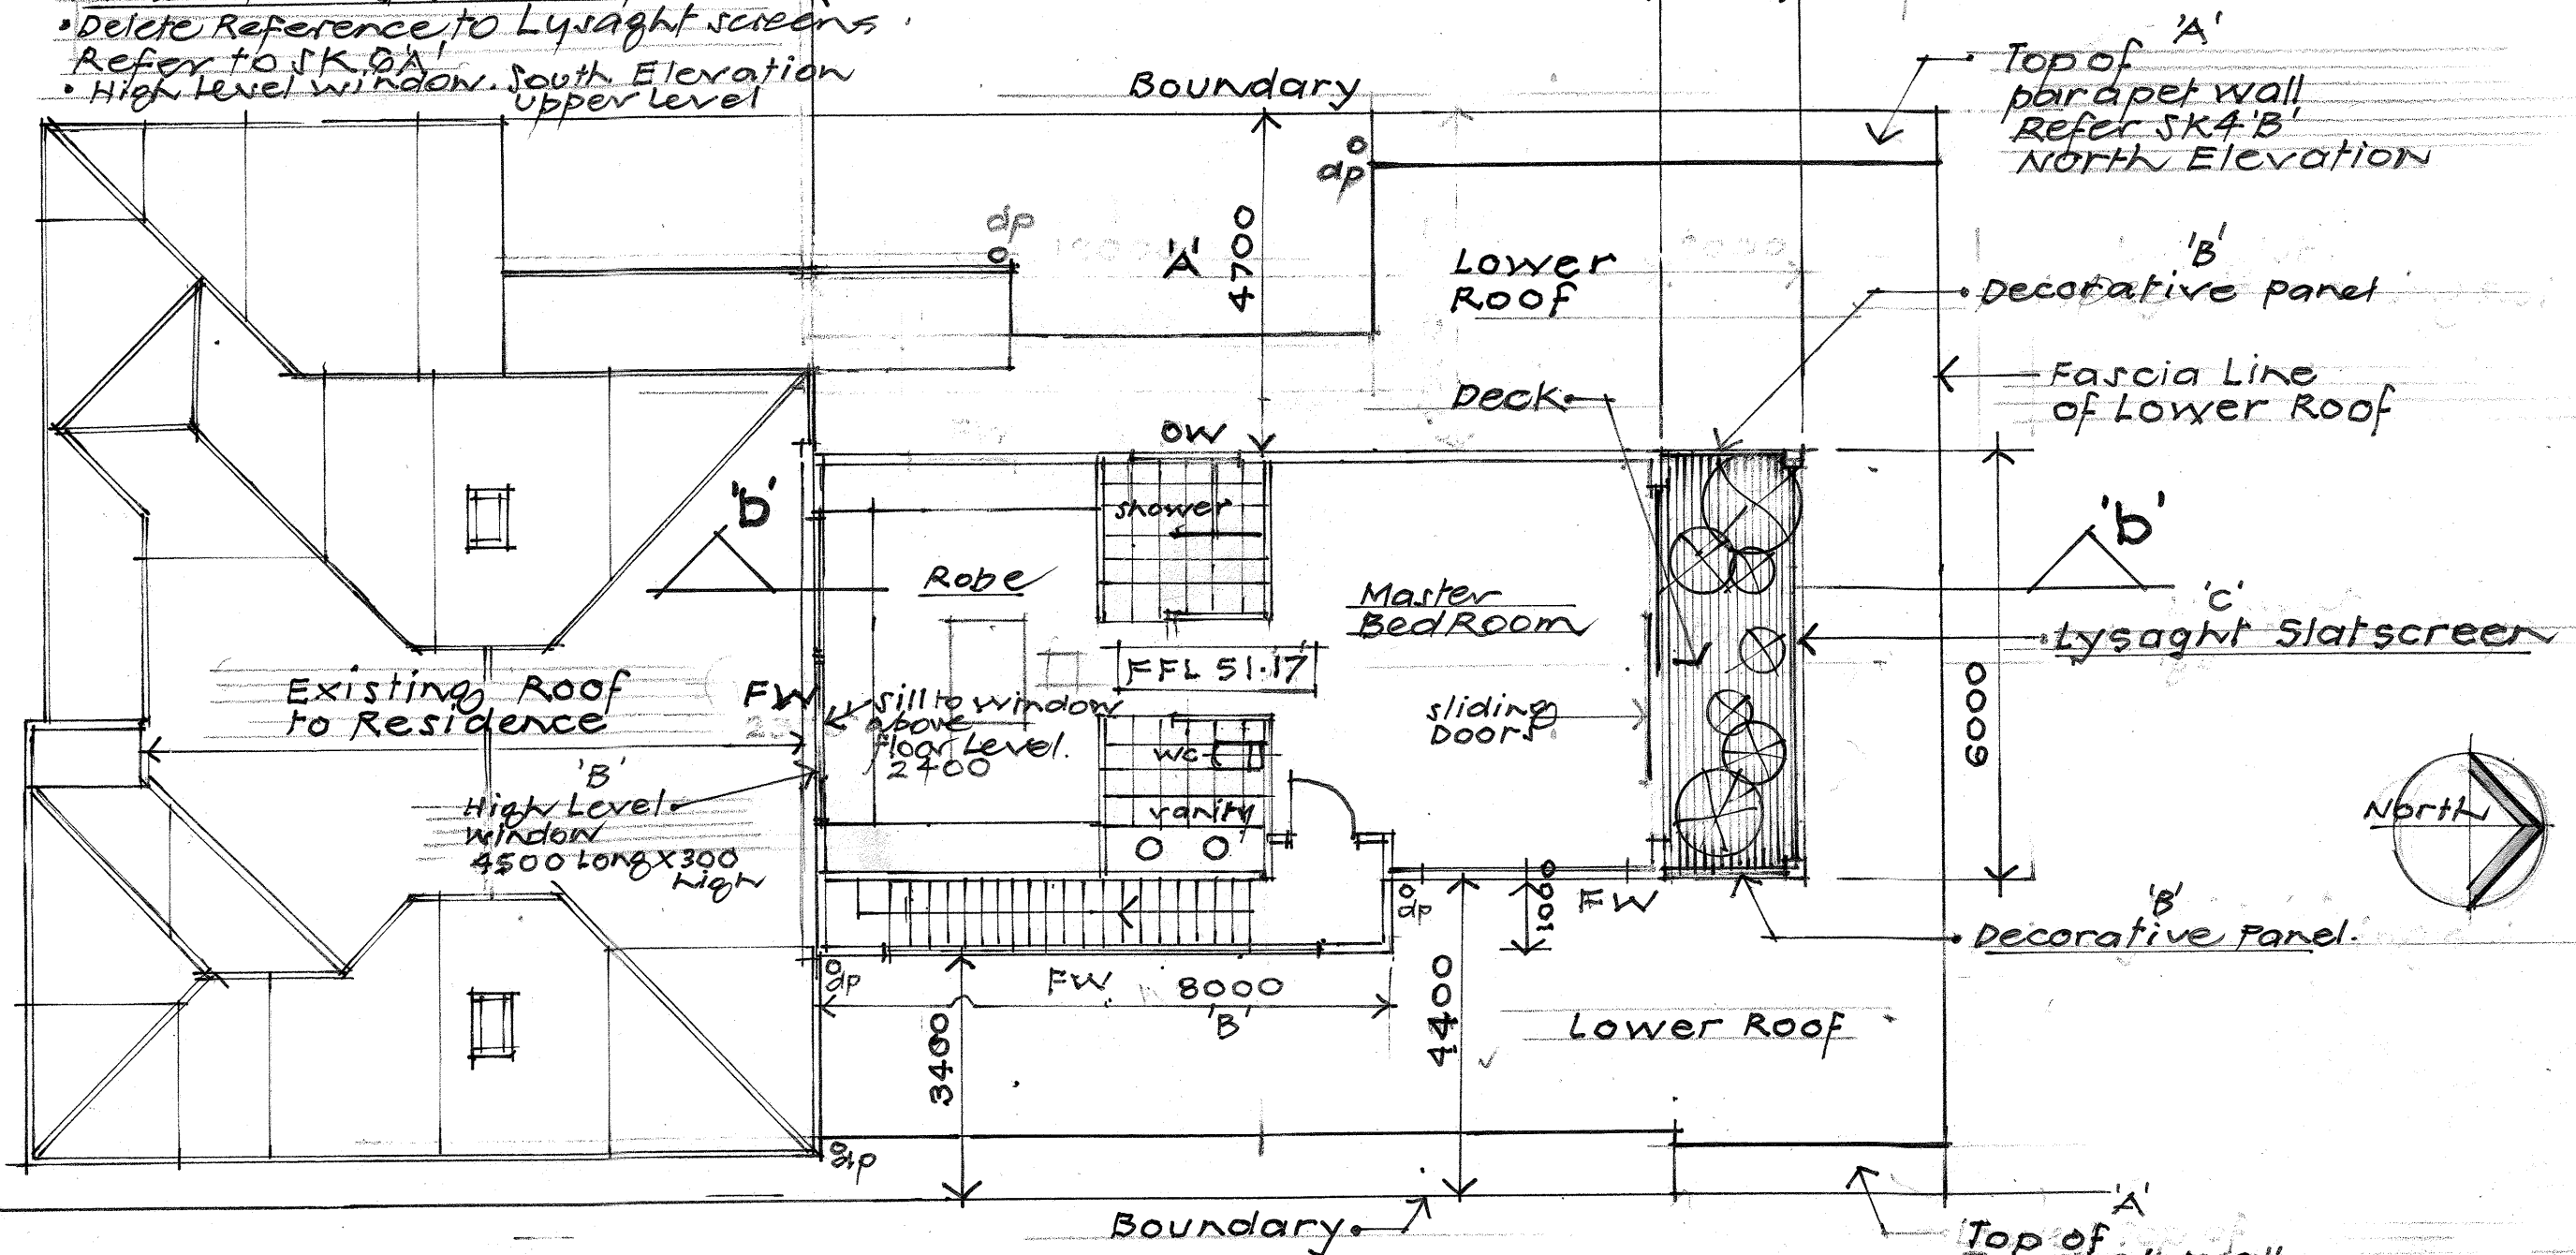 • Delete Reference to Lysaght screens
Refer to SK 6 'A'
• High Level window. South Elevation
upper Level
Boundary
'A'
Top of
parapet wall
Refer SK4 'B'
North Elevation
dp
dp
'A'
4700
Lower
Roof
'B'
Decorative panel
Fascia Line
of Lower Roof
Deck
OW
'b'
shower
'b'
Robe
Master
BedRoom
'C'
Lysaght Slatscreen
FFL 51.17
Existing Roof
to Residence
FW
sill to window
above
floor Level.
2400
sliding
Doors
6000
wc
'B'
High Level
window
4500 Long x 300
high
vanity
North
dp
1000
FW
'B'
Decorative Panel.
dp
FW
8000
'B'
3400
4400
Lower Roof
dp
Boundary
'A'
Top of